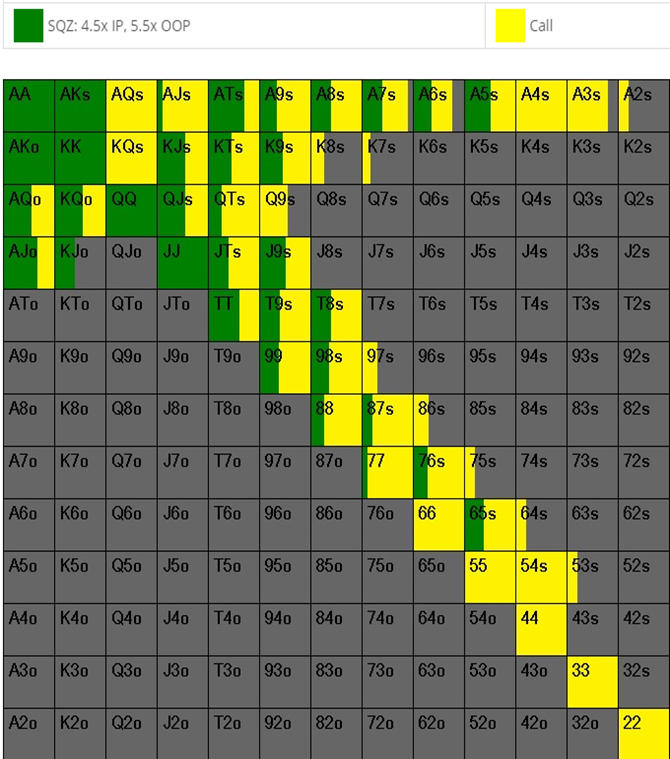 SQZ: 4.5x IP, 5.5x OOP Call
AA AKs AQs AJs ATs A9s A8s A7s A6s A5s A4s A3s A2s
AKo KK KQs KJs KTs K9s K8s K7s K6s K5s K4s K3s K2s
AQo KQo QQ QJs QTs Q9s Q8s Q7s Q6s Q5s Q4s Q3s Q2s
AJo KJo QJo JJ JTs J9s J8s J7s J6s J5s J4s J3s J2s
ATo KTo QTo JTo TT T9s T8s T7s T6s T5s T4s T3s T2s
A9o K9o Q9o J9o T9o 99 98s 97s 96s 95s 94s 93s 92s
A8o K8o Q8o J8o T8o 98o 88 87s 86s 85s 84s 83s 82s
A7o K7o Q7o J7o T7o 97o 87o 77 76s 75s 74s 73s 72s
A6o K6o Q6o J6o T6o 96o 86o 76o 66 65s 64s 63s 62s
A5o K5o Q5o J5o T5o 95o 85o 75o 65o 55 54s 53s 52s
A4o K4o Q4o J4o T4o 94o 84o 74o 64o 54o 44 43s 42s
A3o K3o Q3o J3o T3o 93o 83o 73o 63o 53o 43o 33 32s
A2o K2o Q2o J2o T2o 92o 82o 72o 62o 52o 42o 32o 22